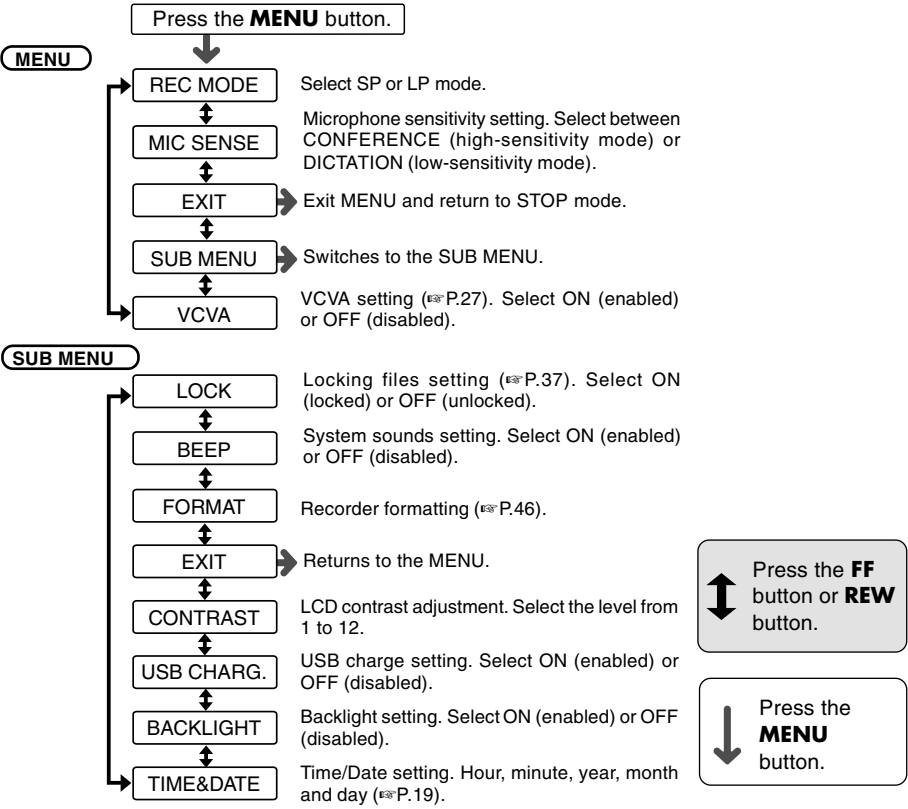 Press the MENU button.
MENU
REC MODE
Select SP or LP mode.
MIC SENSE
Microphone sensitivity setting. Select between
CONFERENCE (high-sensitivity mode) or
DICTATION (low-sensitivity mode).
EXIT
Exit MENU and return to STOP mode.
SUB MENU
Switches to the SUB MENU.
VCVA
VCVA setting (☞P.27). Select ON (enabled)
or OFF (disabled).
SUB MENU
LOCK
Locking files setting (☞P.37). Select ON
(locked) or OFF (unlocked).
BEEP
System sounds setting. Select ON (enabled)
or OFF (disabled).
FORMAT
Recorder formatting (☞P.46).
EXIT
Returns to the MENU.
CONTRAST
LCD contrast adjustment. Select the level from
1 to 12.
USB CHARG.
USB charge setting. Select ON (enabled) or
OFF (disabled).
BACKLIGHT
Backlight setting. Select ON (enabled) or OFF
(disabled).
TIME&DATE
Time/Date setting. Hour, minute, year, month
and day (☞P.19).
Press the FF
button or REW
button.
Press the
MENU
button.